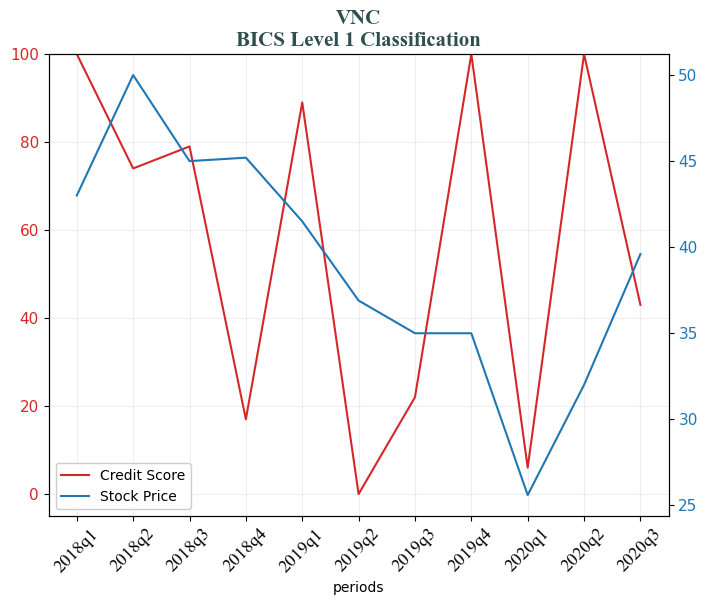 VNC
BICS Level 1 Classification
100
80
60
40
20
0
50
45
40
35
30
25
Credit Score
Stock Price
2018q1
2018q2
2018q3
2018q4
2019q1
2019q2
2019q3
2019q4
2020q1
2020q2
2020q3
periods